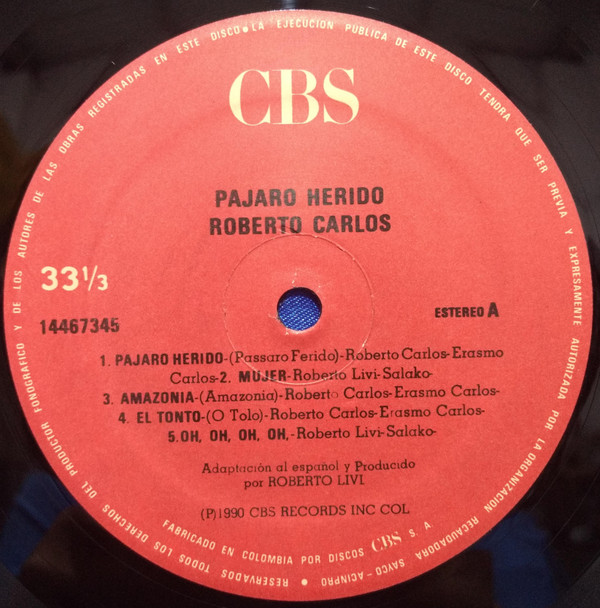 CBS
PAJARO HERIDO
ROBERTO CARLOS
33 1/3
14467345
ESTEREO A
1. PAJARO HERIDO-(Passaro Ferido)-Roberto Carlos-Erasmo
Carlos-2. MUJER-Roberto Livi-Salako-
3. AMAZONIA-(Amazonia)-Roberto Carlos-Erasmo Carlos-
4. EL TONTO-(O Tolo)-Roberto Carlos-Erasmo Carlos-
5.OH, OH, OH, OH,-Roberto Livi-Salako-
Adaptación al español y Producido
por ROBERTO LIVI
(P)1990 CBS RECORDS INC COL
FABRICADO EN COLOMBIA POR DISCOS CBS S. A
RESERVADOS TODOS LOS DERECHOS DEL PRODUCTOR FONOGRAFICO Y DE LOS AUTORES DE LAS OBRAS REGISTRADAS EN ESTE DISCO•LA EJECUCION PUBLICA DE ESTE DISCO TENDRA QUE SER PREVIA Y EXPRESAMENTE AUTORIZADA POR LA ORGANIZACION RECAUDADORA SAYCO-ACINPRO•